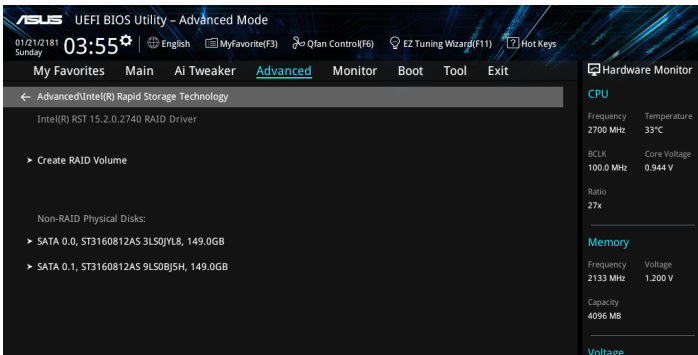 ASUS UEFI BIOS Utility – Advanced Mode
01/21/2181 Sunday 03:55 English MyFavorite(F3) Qfan Control(F6) EZ Tuning Wizard(F11) ? Hot Keys
My Favorites Main Ai Tweaker Advanced Monitor Boot Tool Exit
Hardware Monitor
← Advanced\Intel(R) Rapid Storage Technology
Intel(R) RST 15.2.0.2740 RAID Driver
> Create RAID Volume
Non-RAID Physical Disks:
> SATA 0.0, ST3160812AS 3LS0JYL8, 149.0GB
> SATA 0.1, ST3160812AS 9LS0BJ5H, 149.0GB
CPU
Frequency Temperature
2700 MHz 33°C
BCLK Core Voltage
100.0 MHz 0.944 V
Ratio
27x
Memory
Frequency Voltage
2133 MHz 1.200 V
Capacity
4096 MB
Voltage